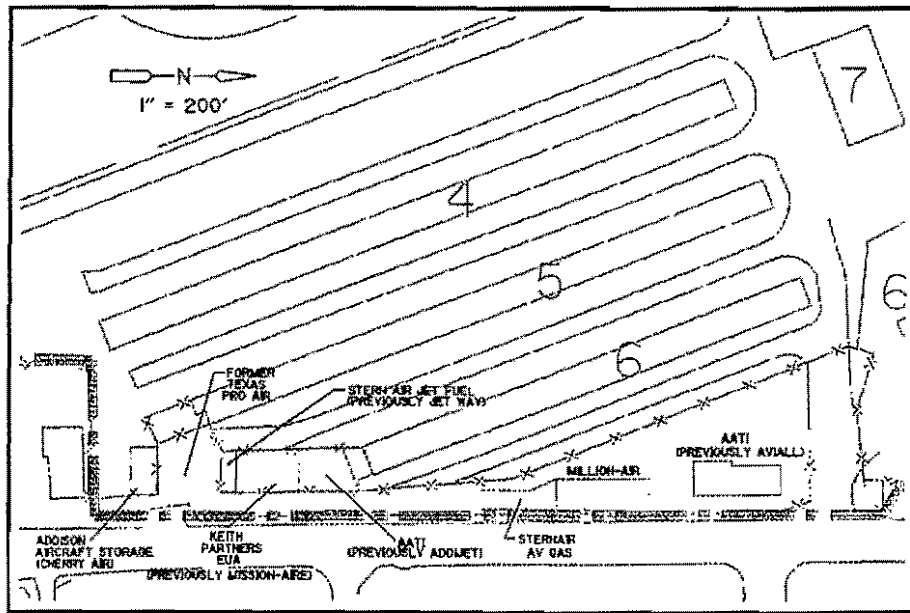 N
1" = 200'
7
4
5
6
6
FORMER
TEXAS
PRO AIR
STERN AIR JET FUEL
(PREVIOUSLY JET WAY)
AATI
(PREVIOUSLY AVIALL)
MILLION-AIR
ADDISON
AIRCRAFT STORAGE
(CHERRY AIR)
KEITH
PARTNERS
EUA
(PREVIOUSLY MISSION-AIRE)
AATI
(PREVIOUSLY ADDIJET)
STERNAIR
AV GAS